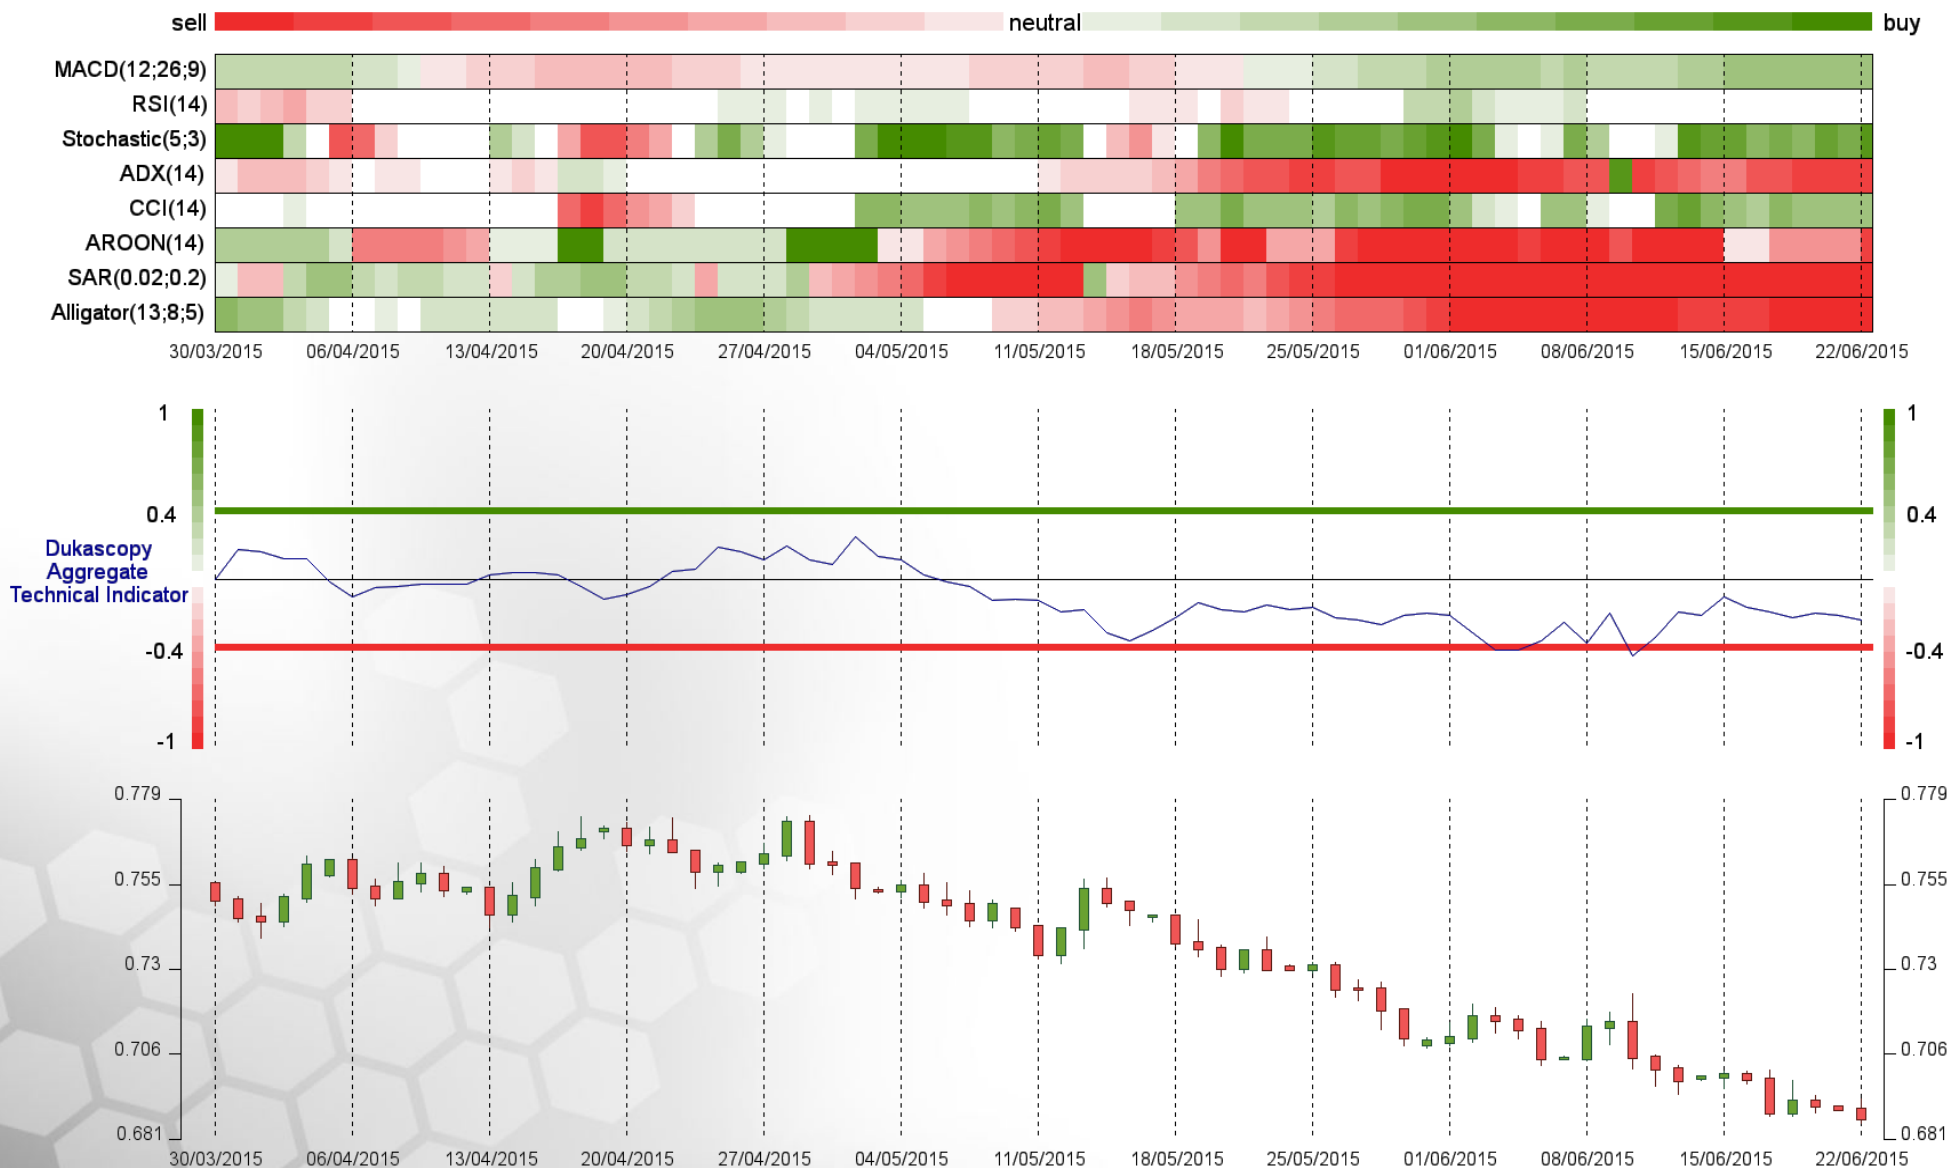 sell neutral buy
MACD(12;26;9)
RSI(14)
Stochastic(5;3)
ADX(14)
CCI(14)
AROON(14)
SAR(0.02;0.2)
Alligator(13;8;5)
30/03/2015 06/04/2015 13/04/2015 20/04/2015 27/04/2015 04/05/2015 11/05/2015 18/05/2015 25/05/2015 01/06/2015 08/06/2015 15/06/2015 22/06/2015
1 1
0.4 0.4
Dukascopy
Aggregate
Technical Indicator
-0.4 -0.4
-1 -1
0.779 0.779
0.755 0.755
0.73 0.73
0.706 0.706
0.681 0.681
30/03/2015 06/04/2015 13/04/2015 20/04/2015 27/04/2015 04/05/2015 11/05/2015 18/05/2015 25/05/2015 01/06/2015 08/06/2015 15/06/2015 22/06/2015